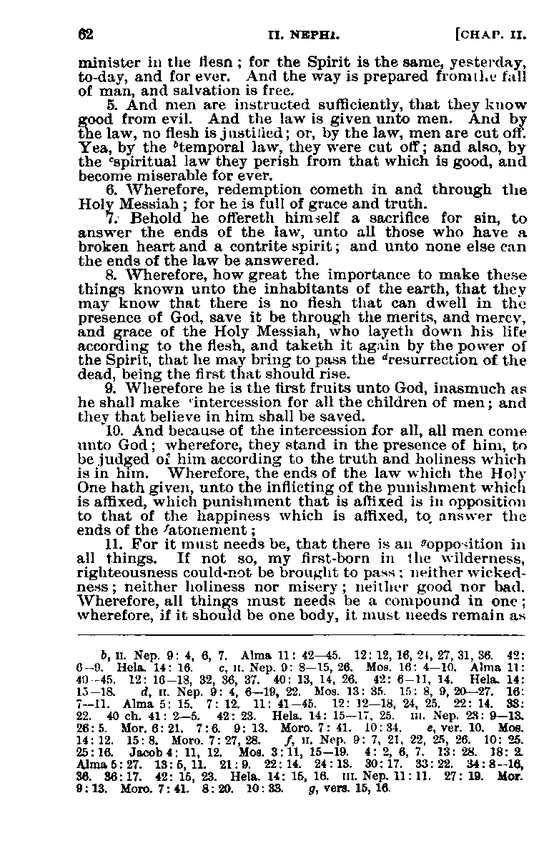 62 II. NEPHI. [CHAP. II.
minister in the flesn ; for the Spirit is the same, yesterday,
to-day, and for ever. And the way is prepared from the fall
of man, and salvation is free.
5. And men are instructed sufficiently, that they know
good from evil. And the law is given unto men. And by
the law, no flesh is justified; or, by the law, men are cut off.
Yea, by the btemporal law, they were cut off; and also, by
the cspiritual law they perish from that which is good, and
become miserable for ever.
6. Wherefore, redemption cometh in and through the
Holy Messiah ; for he is full of grace and truth.
7. Behold he offereth himself a sacrifice for sin, to
answer the ends of the law, unto all those who have a
broken heart and a contrite spirit; and unto none else can
the ends of the law be answered.
8. Wherefore, how great the importance to make these
things known unto the inhabitants of the earth, that they
may know that there is no flesh that can dwell in the
presence of God, save it be through the merits, and mercy,
and grace of the Holy Messiah, who layeth down his life
according to the flesh, and taketh it again by the power of
the Spirit, that he may bring to pass the dresurrection of the
dead, being the first that should rise.
9. Wherefore he is the first fruits unto God, inasmuch as
he shall make eintercession for all the children of men; and
they that believe in him shall be saved.
10. And because of the intercession for all, all men come
unto God; wherefore, they stand in the presence of him, to
be judged of him according to the truth and holiness which
is in him. Wherefore, the ends of the law which the Holy
One hath given, unto the inflicting of the punishment which
is affixed, which punishment that is affixed is in opposition
to that of the happiness which is affixed, to answer the
ends of the fatonement ;
11. For it must needs be, that there is an gopposition in
all things. If not so, my first-born in the wilderness,
righteousness could not be brought to pass; neither wicked-
ness; neither holiness nor misery; neither good nor bad.
Wherefore, all things must needs be a compound in one;
wherefore, if it should be one body, it must needs remain as
b, II. Nep. 9: 4, 6, 7. Alma 11: 42—45. 12: 12, 16, 24, 27, 31, 36. 42:
6—9. Hela. 14: 16. c, II. Nep. 9: 8—15, 26. Mos. 16: 4—10. Alma 11:
40—45. 12: 16—18, 32, 36, 37. 40: 13, 14, 26. 42: 6—11, 14. Hela. 14:
15—18. d, II. Nep. 9: 4, 6—19, 22. Mos. 13: 35. 15: 8, 9, 20—27. 16:
7—11. Alma 5: 15. 7: 12. 11: 41—45. 12: 12—18, 24, 25. 22: 14. 33:
22. 40 ch. 41: 2—5. 42: 23. Hela. 14: 15—17, 25. III. Nep. 23: 9—13.
26: 5. Mor. 6: 21. 7: 6. 9: 13. Moro. 7: 41. 10: 34. e, ver. 10. Mos.
14: 12. 15: 8. Moro. 7: 27, 28. f, II. Nep. 9: 7, 21, 22, 25, 26. 10: 25.
25: 16. Jacob 4: 11, 12. Mos. 3: 11, 15—19. 4: 2, 6, 7. 13: 28. 18: 2.
Alma 5: 27. 13: 5, 11. 21: 9. 22: 14. 24: 13. 30: 17. 33: 22. 34: 8—16,
36. 36: 17. 42: 15, 23. Hela. 14: 15, 16. III. Nep. 11: 11. 27: 19. Mor.
9: 13. Moro. 7: 41. 8: 20. 10: 33. g, vers. 15, 16.